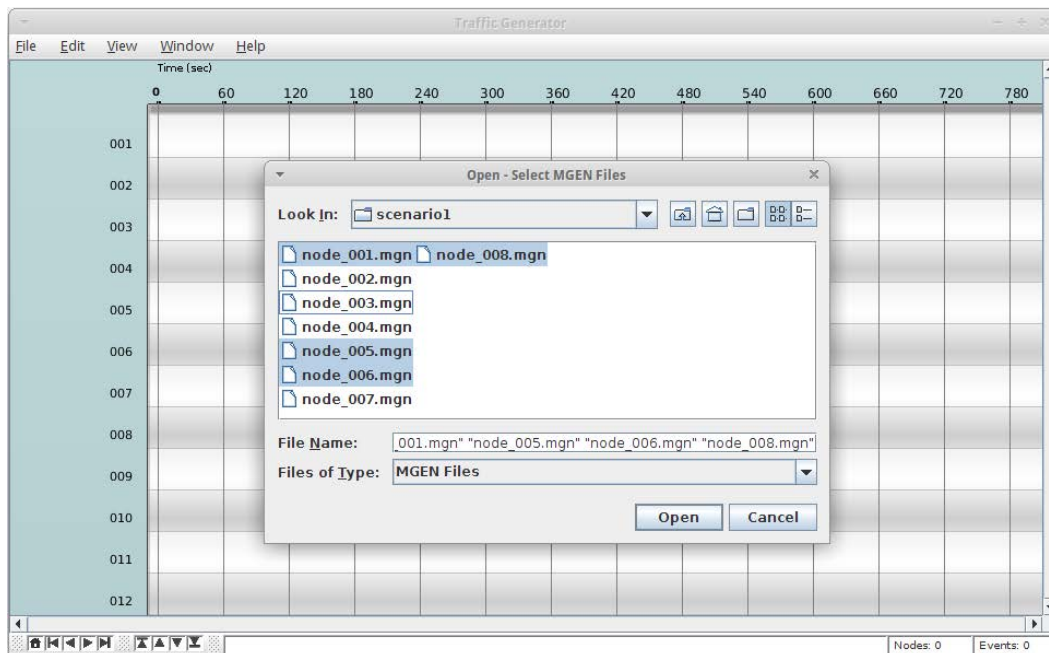 Traffic Generator
File Edit View Window Help
Time (sec)
0 60 120 180 240 300 360 420 480 540 600 660 720 780
001
002
003
004
005
006
007
008
009
010
011
012
Open - Select MGEN Files
Look In: scenario1
node_001.mgn node_008.mgn
node_002.mgn
node_003.mgn
node_004.mgn
node_005.mgn
node_006.mgn
node_007.mgn
File Name: _001.mgn" "node_005.mgn" "node_006.mgn" "node_008.mgn"
Files of Type: MGEN Files
Open Cancel
Nodes: 0 Events: 0